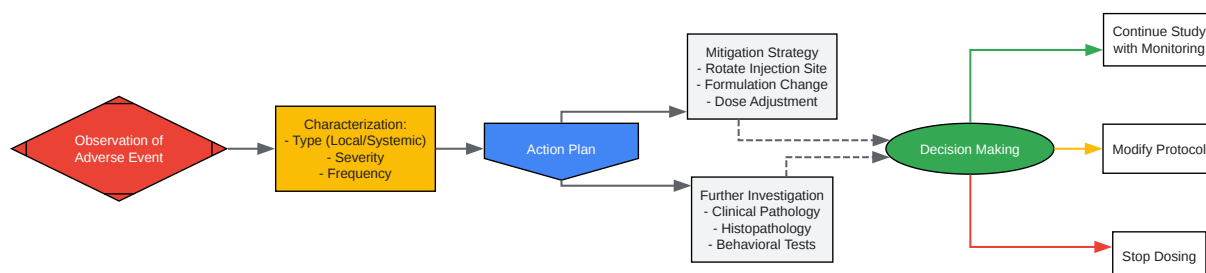 Observation of
Adverse Event
Characterization:
- Type (Local/Systemic)
- Severity
- Frequency
Action Plan
Mitigation Strategy
- Rotate Injection Site
- Formulation Change
- Dose Adjustment
Further Investigation
- Clinical Pathology
- Histopathology
- Behavioral Tests
Decision Making
Continue Study
with Monitoring
Modify Protocol
Stop Dosing